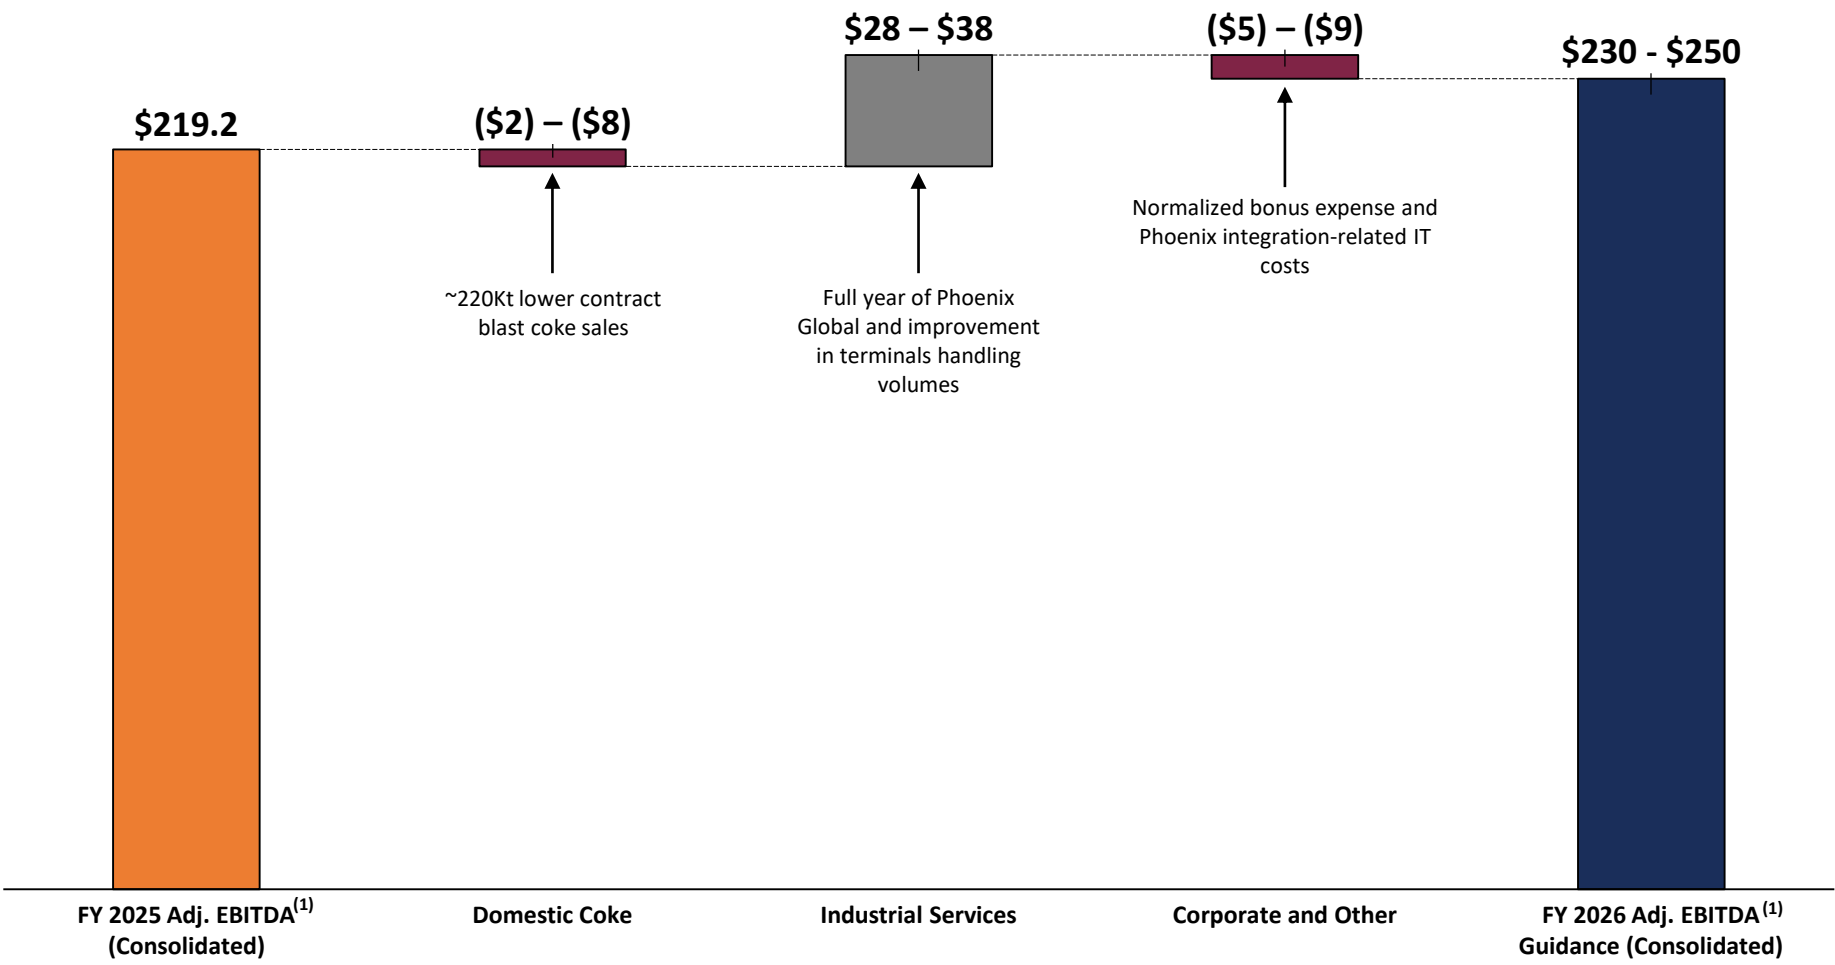 $28 – $38
($5) – ($9)
$230 - $250
$219.2
($2) – ($8)
Normalized bonus expense and
Phoenix integration-related IT
costs
~220Kt lower contract
blast coke sales
Full year of Phoenix
Global and improvement
in terminals handling
volumes
FY 2025 Adj. EBITDA(1)
(Consolidated)
Domestic Coke
Industrial Services
Corporate and Other
FY 2026 Adj. EBITDA (1)
Guidance (Consolidated)